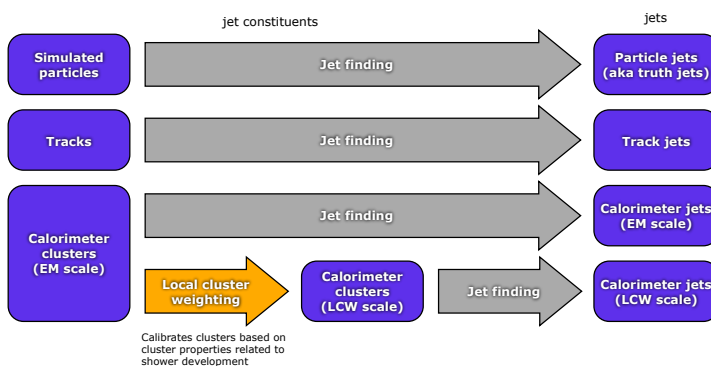 jet constituents
jets
Simulated
particles
Jet finding
Particle jets
(aka truth jets)
Tracks
Jet finding
Track jets
Calorimeter
clusters
(EM scale)
Jet finding
Calorimeter jets
(EM scale)
Local cluster
weighting
Calorimeter
clusters
(LCW scale)
Jet finding
Calorimeter jets
(LCW scale)
Calibrates clusters based on
cluster properties related to
shower development